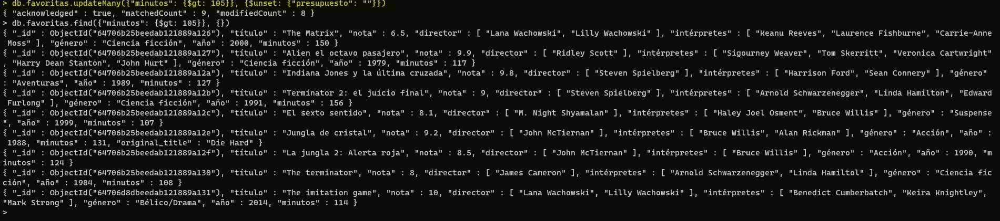 > db.favoritas.updateMany({"minutos": {$gt: 105}}, {$unset: {"presupuesto": ""}})
{ "acknowledged" : true, "matchedCount" : 9, "modifiedCount" : 8 }
> db.favoritas.find({"minutos": {$gt: 105}}, {})
{ "_id" : ObjectId("64706b25beedab121889a126"), "título" : "The Matrix", "nota" : 6.5, "director" : [ "Lana Wachowski", "Lilly Wachowski" ], "intérpretes" : [ "Keanu Reeves", "Laurence Fishburne", "Carrie-Anne
 Moss" ], "género" : "Ciencia ficción", "año" : 2000, "minutos" : 150 }
{ "_id" : ObjectId("64706b25beedab121889a127"), "título" : "Alien el octavo pasajero", "nota" : 9.9, "director" : [ "Ridley Scott" ], "intérpretes" : [ "Sigourney Weaver", "Tom Skerritt", "Veronica Cartwright"
, "Harry Dean Stanton", "John Hurt" ], "género" : "Ciencia ficción", "año" : 1979, "minutos" : 117 }
{ "_id" : ObjectId("64706b25beedab121889a12a"), "título" : "Indiana Jones y la última cruzada", "nota" : 9.8, "director" : [ "Steven Spielberg" ], "intérpretes" : [ "Harrison Ford", "Sean Connery" ], "género"
: "Aventuras", "año" : 1989, "minutos" : 127 }
{ "_id" : ObjectId("64706b25beedab121889a12b"), "título" : "Terminator 2: el juicio final", "nota" : 9, "director" : [ "Steven Spielberg" ], "intérpretes" : [ "Arnold Schwarzenegger", "Linda Hamilton", "Edward
 Furlong" ], "género" : "Ciencia ficción", "año" : 1991, "minutos" : 156 }
{ "_id" : ObjectId("64706b25beedab121889a12c"), "título" : "El sexto sentido", "nota" : 8.1, "director" : [ "M. Night Shyamalan" ], "intérpretes" : [ "Haley Joel Osment", "Bruce Willis" ], "género" : "Suspense
", "año" : 1999, "minutos" : 107 }
{ "_id" : ObjectId("64706b25beedab121889a12e"), "título" : "Jungla de cristal", "nota" : 9.2, "director" : [ "John McTiernan" ], "intérpretes" : [ "Bruce Willis", "Alan Rickman" ], "género" : "Acción", "año" :
 1988, "minutos" : 131, "original_title" : "Die Hard" }
{ "_id" : ObjectId("64706b25beedab121889a12f"), "título" : "La jungla 2: Alerta roja", "nota" : 8.5, "director" : [ "John McTiernan" ], "intérpretes" : [ "Bruce Willis" ], "género" : "Acción", "año" : 1990, "m
inutos" : 124 }
{ "_id" : ObjectId("64706b25beedab121889a130"), "título" : "The terminator", "nota" : 8, "director" : [ "James Cameron" ], "intérpretes" : [ "Arnold Schwarzenegger", "Linda Hamiltol" ], "género" : "Ciencia fic
ción", "año" : 1984, "minutos" : 108 }
{ "_id" : ObjectId("64706d8dbeedab121889a131"), "título" : "The imitation game", "nota" : 10, "director" : [ "Lana Wachowski", "Lilly Wachowski" ], "intérpretes" : [ "Benedict Cumberbatch", "Keira Knightley",
"Mark Strong" ], "género" : "Bélico/Drama", "año" : 2014, "minutos" : 114 }
>